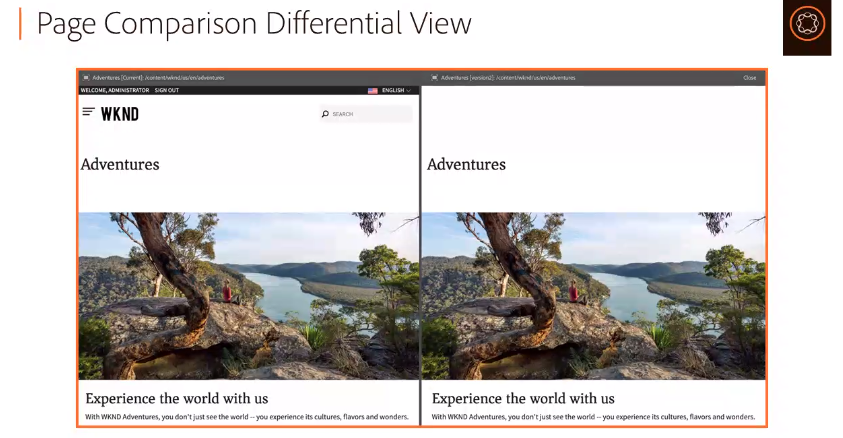 Page Comparison Differential View
Adventures [Current]: /content/wknd/us/en/adventures
WELCOME, ADMINISTRATOR SIGN OUT ENGLISH
WKND SEARCH
Adventures
Experience the world with us
With WKND Adventures, you don't just see the world — you experience its cultures, flavors and wonders.
Adventures [version2]: /content/wknd/us/en/adventures Close
Adventures
Experience the world with us
With WKND Adventures, you don't just see the world — you experience its cultures, flavors and wonders.